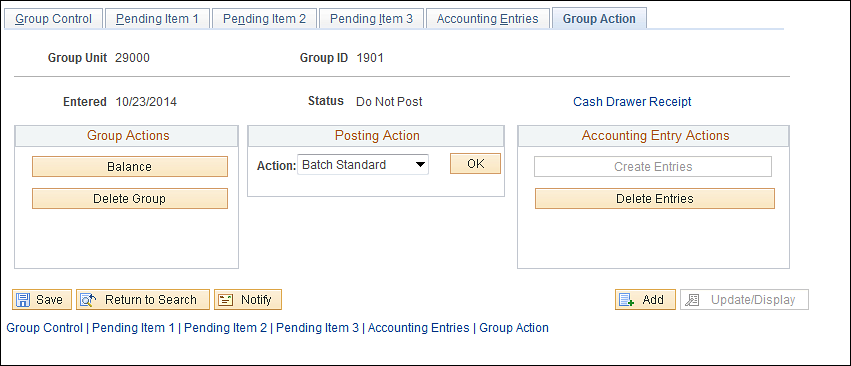 Group Control Pending Item 1 Pending Item 2 Pending Item 3 Accounting Entries Group Action
Group Unit 29000 Group ID 1901
Entered 10/23/2014 Status Do Not Post Cash Drawer Receipt
Group Actions Posting Action Accounting Entry Actions
Balance Action: Batch Standard OK Create Entries
Delete Group Delete Entries
Save Return to Search Notify Add Update/Display
Group Control | Pending Item 1 | Pending Item 2 | Pending Item 3 | Accounting Entries | Group Action